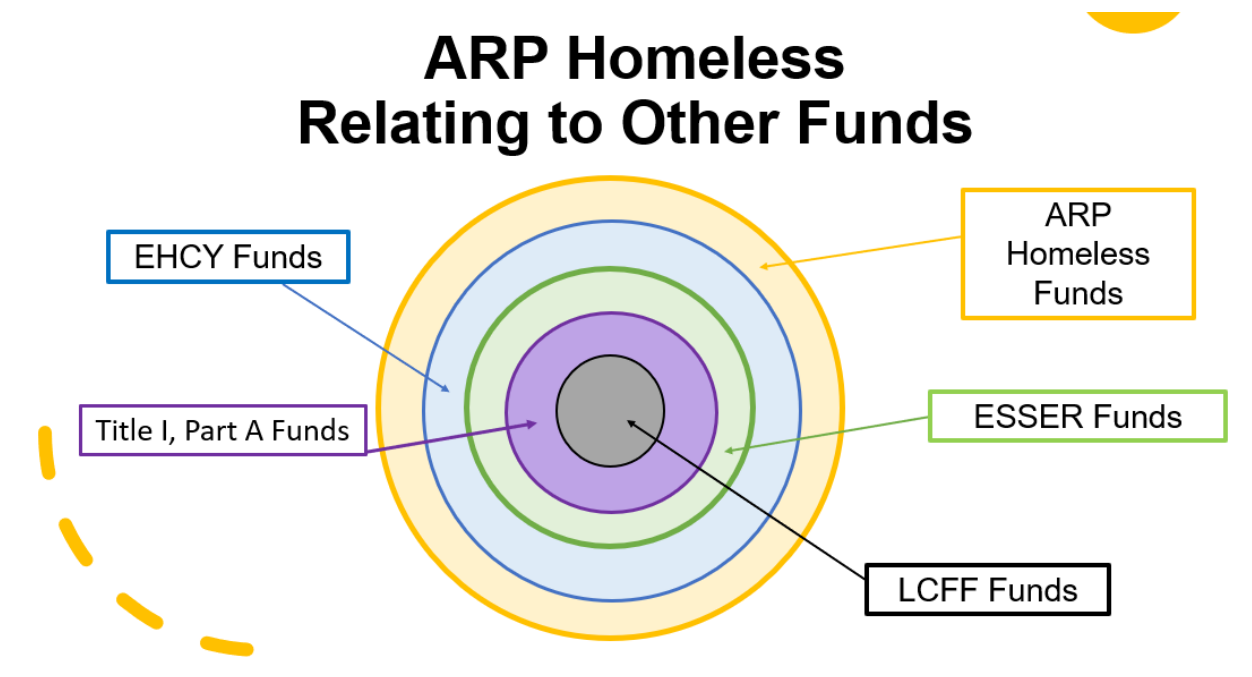 ARP Homeless
Relating to Other Funds
EHCY Funds
ARP
Homeless
Funds
Title I, Part A Funds
ESSER Funds
LCFF Funds